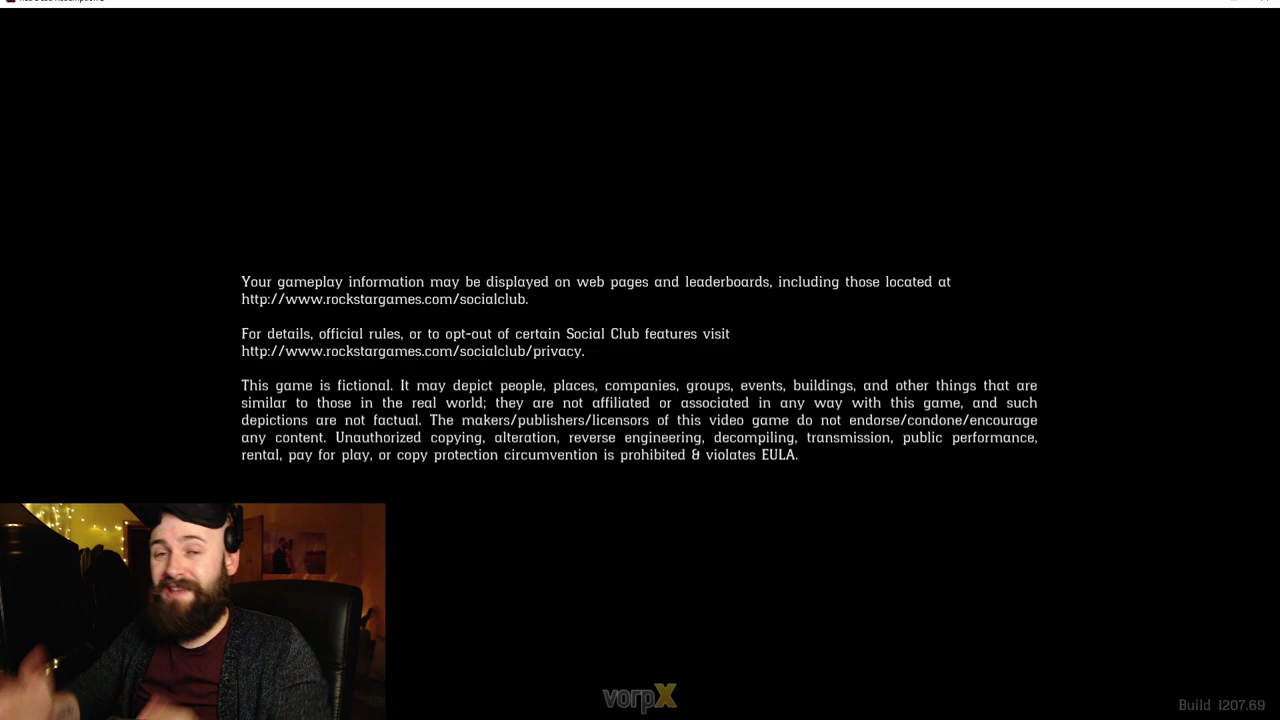 Your gameplay information may be displayed on web pages and leaderboards, including those located at
http://www.rockstargames.com/socialclub.
For details, official rules, or to opt-out of certain Social Club features visit
http://www.rockstargames.com/socialclub/privacy.
This game is fictional. It may depict people, places, companies, groups, events, buildings, and other things that are
similar to those in the real world; they are not affiliated or associated in any way with this game, and such
depictions are not factual. The makers/publishers/licensors of this video game do not endorse/condone/encourage
any content. Unauthorized copying, alteration, reverse engineering, decompiling, transmission, public performance,
rental, pay for play, or copy protection circumvention is prohibited & violates EULA.
vorpX
Build 1207.69